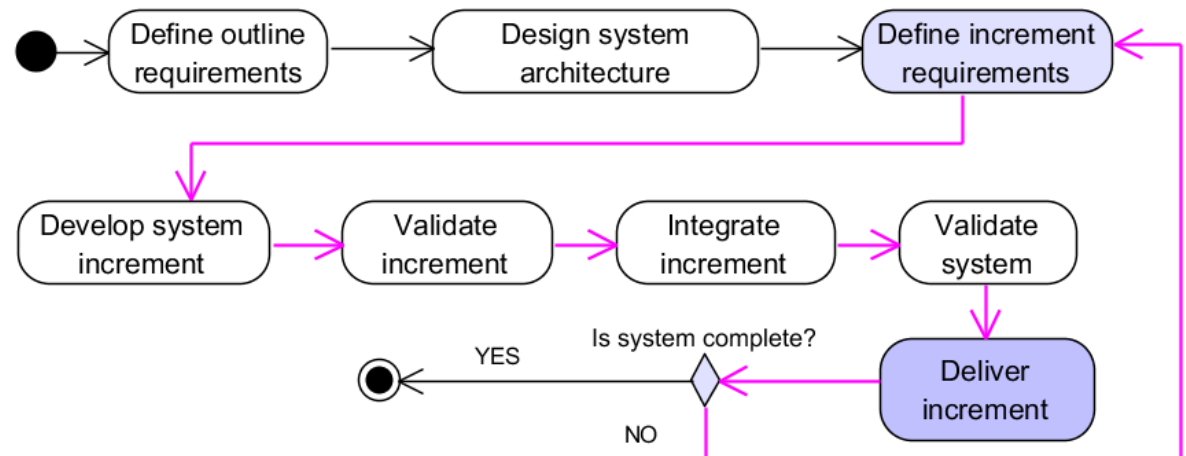 Define outline
requirements
Design system
architecture
Define increment
requirements
Develop system
increment
Validate
increment
Integrate
increment
Validate
system
Is system complete?
YES
Deliver
increment
NO